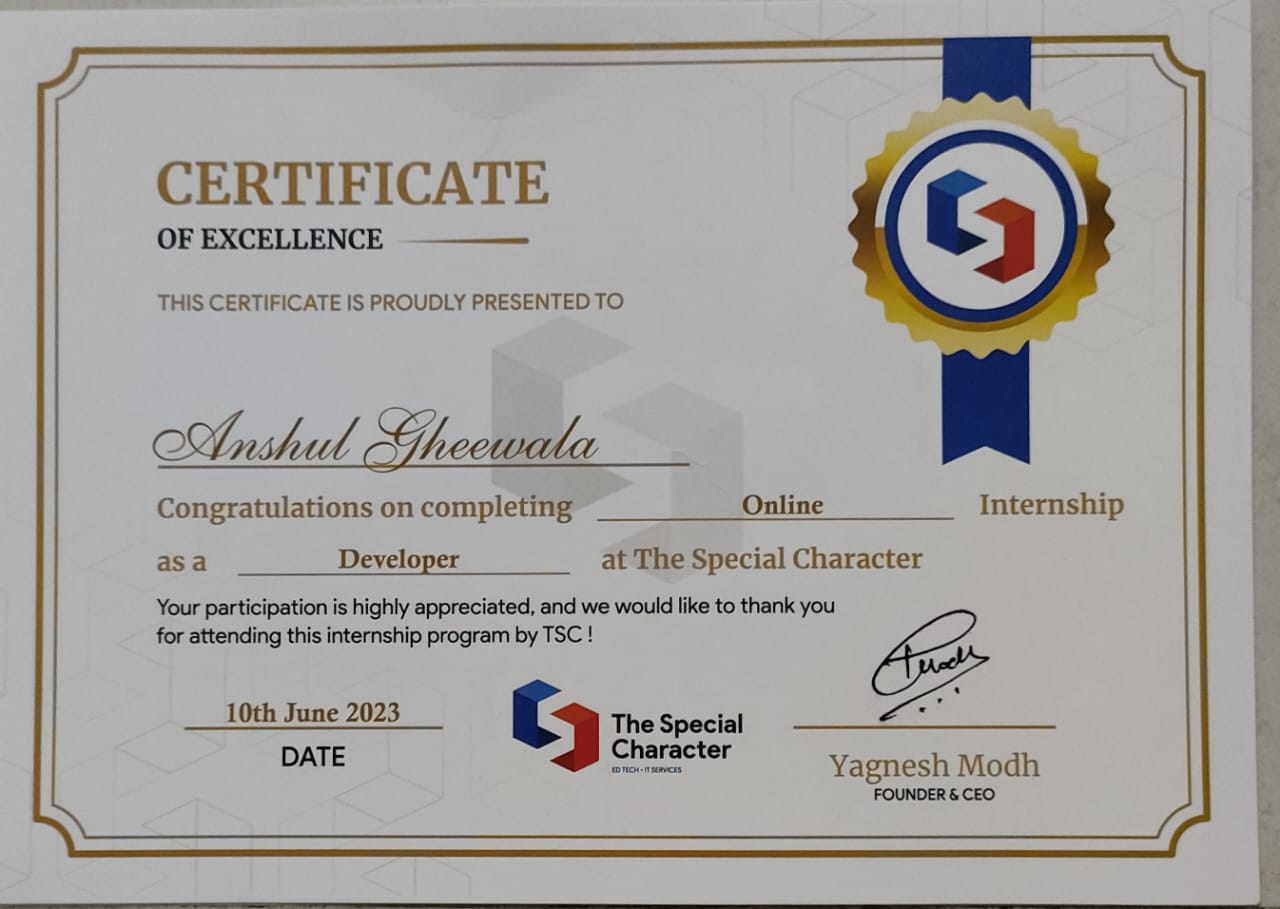 CERTIFICATE
OF EXCELLENCE
THIS CERTIFICATE IS PROUDLY PRESENTED TO
Anshul Gheewala
Congratulations on completing Online Internship
as a Developer at The Special Character
Your participation is highly appreciated, and we would like to thank you
for attending this internship program by TSC !
10th June 2023
DATE
The Special
Character
ED TECH • IT SERVICES
Yagnesh Modh
FOUNDER & CEO